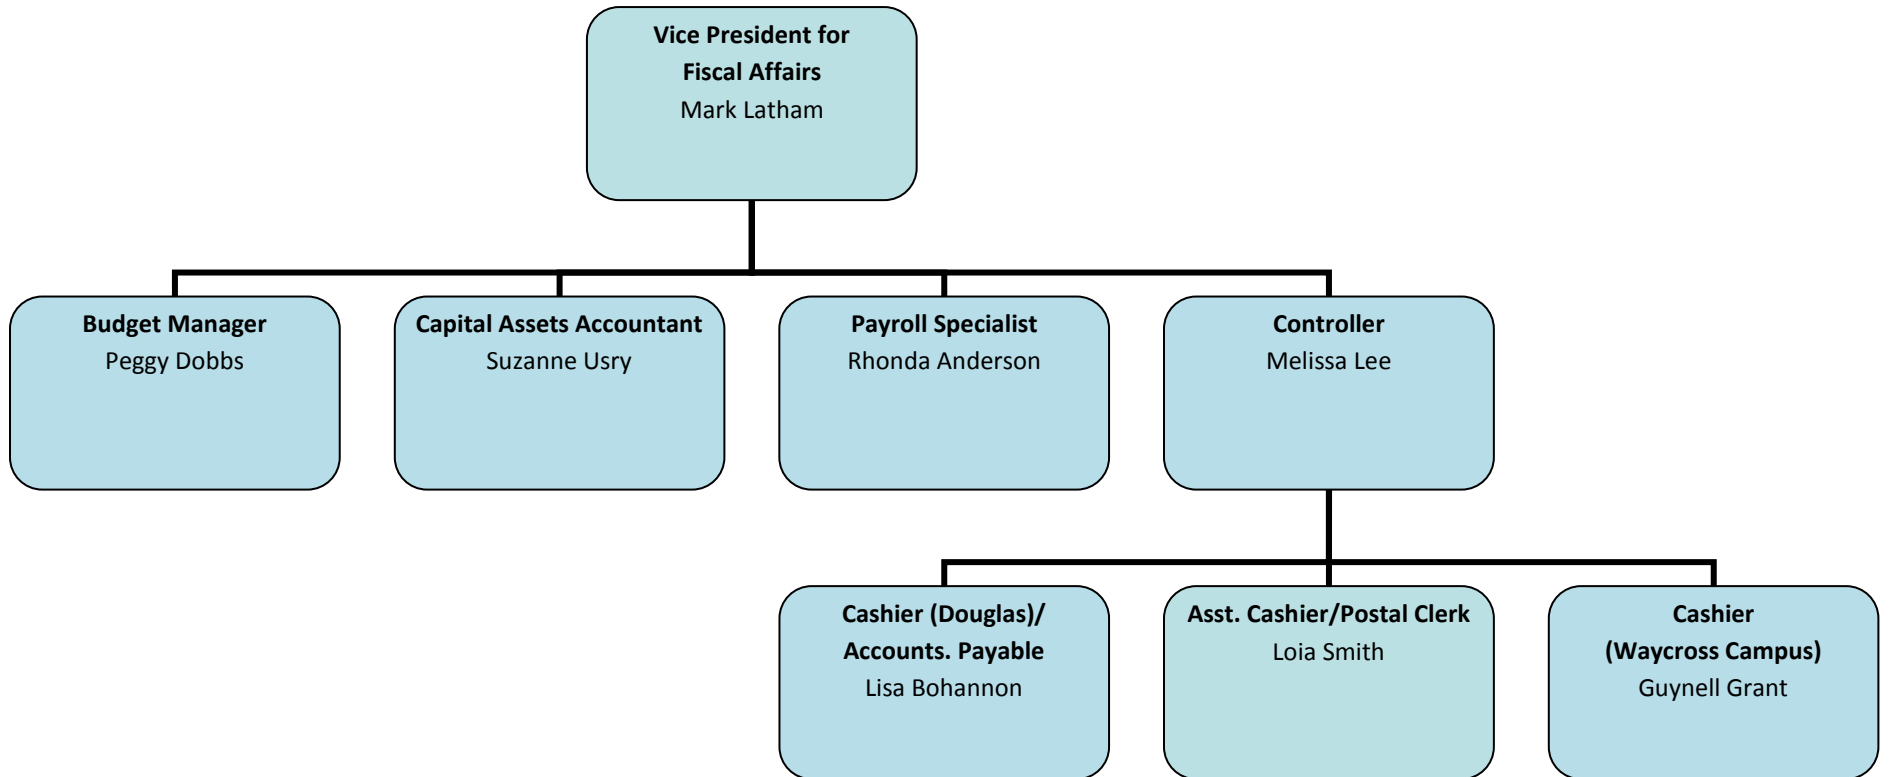 Vice President for
Fiscal Affairs
Mark Latham
Budget Manager
Peggy Dobbs
Capital Assets Accountant
Suzanne Usry
Payroll Specialist
Rhonda Anderson
Controller
Melissa Lee
Cashier (Douglas)/
Accounts. Payable
Lisa Bohannon
Asst. Cashier/Postal Clerk
Loia Smith
Cashier
(Waycross Campus)
Guynell Grant